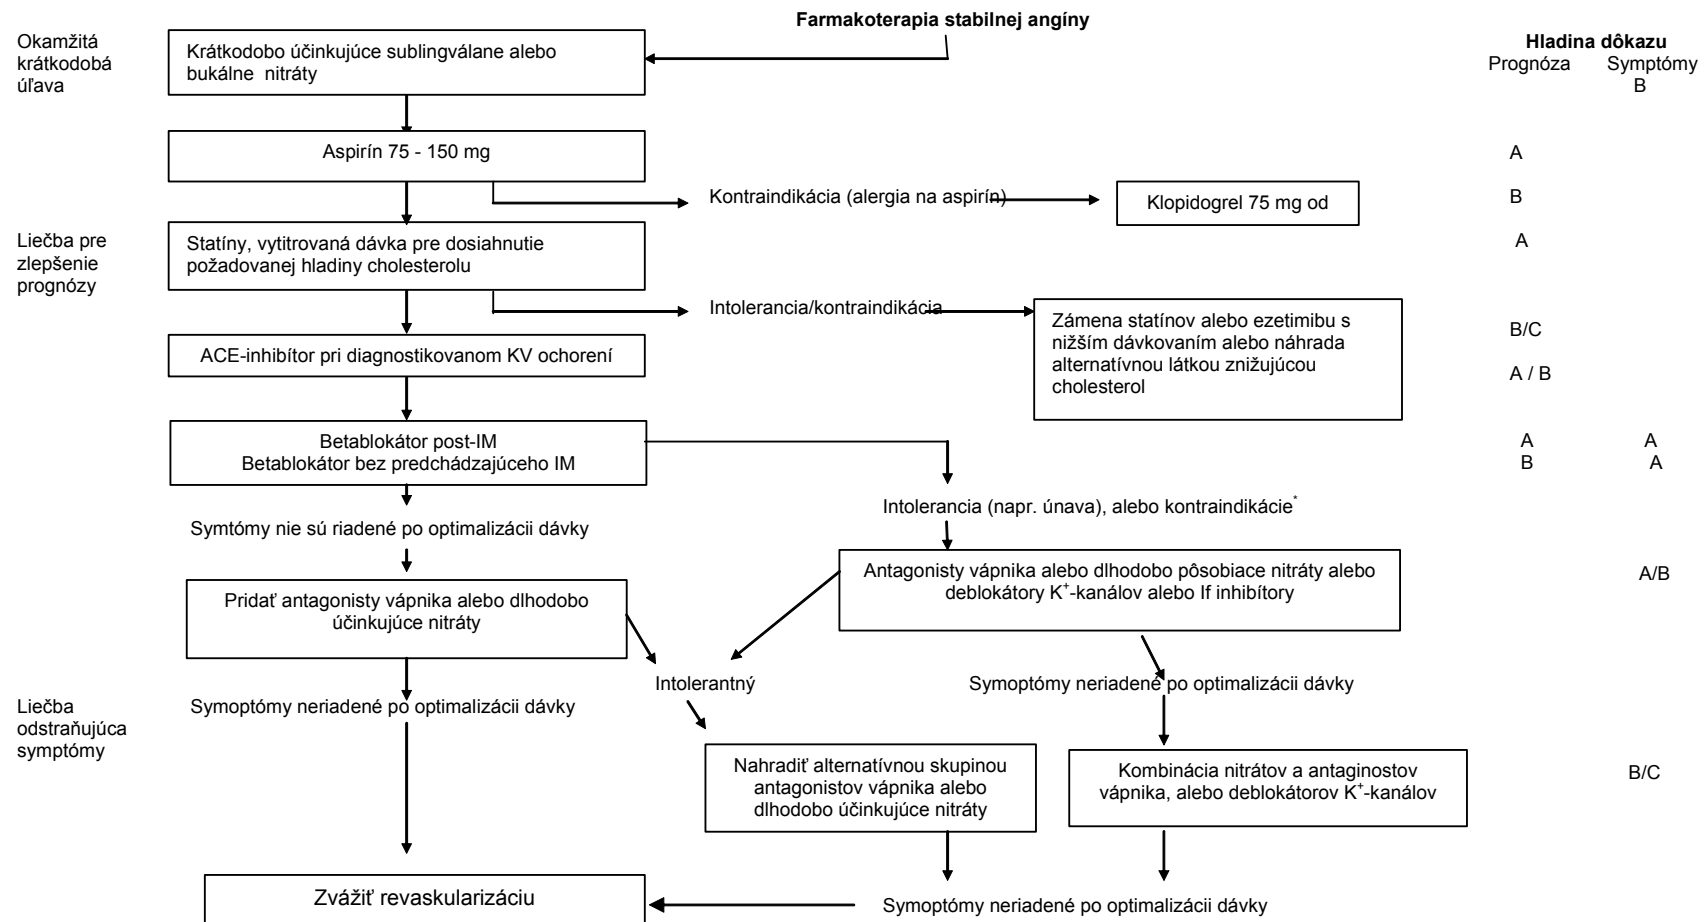 Farmakoterapia stabilnej angíny
Okamžitá
krátkodobá
úľava
Krátkodobo účinkujúce sublingválane alebo
bukálne nitráty
Hladina dôkazu
Prognóza Symptómy
B
Aspirín 75 - 150 mg
A
Kontraindikácia (alergia na aspirín)
Klopidogrel 75 mg od
B
Liečba pre
zlepšenie
prognózy
Statíny, vytitrovaná dávka pre dosiahnutie
požadovanej hladiny cholesterolu
A
Intolerancia/kontraindikácia
Zámena statínov alebo ezetimibu s
nižším dávkovaním alebo náhrada
alternatívnou látkou znižujúcou
cholesterol
B/C
ACE-inhibítor pri diagnostikovanom KV ochorení
A / B
Betablokátor post-IM
Betablokátor bez predchádzajúceho IM
A A
B A
Intolerancia (napr. únava), alebo kontraindikácie*
Symtómy nie sú riadené po optimalizácii dávky
Antagonisty vápnika alebo dlhodobo pôsobiace nitráty alebo
deblokátory K+-kanálov alebo If inhibítory
A/B
Pridať antagonisty vápnika alebo dlhodobo
účinkujúce nitráty
Intolerantný
Symoptómy neriadené po optimalizácii dávky
Liečba
odstraňujúca
symptómy
Symoptómy neriadené po optimalizácii dávky
Nahradiť alternatívnou skupinou
antagonistov vápnika alebo
dlhodobo účinkujúce nitráty
Kombinácia nitrátov a antaginostov
vápnika, alebo deblokátorov K+-kanálov
B/C
Zvážiť revaskularizáciu
Symoptómy neriadené po optimalizácii dávky